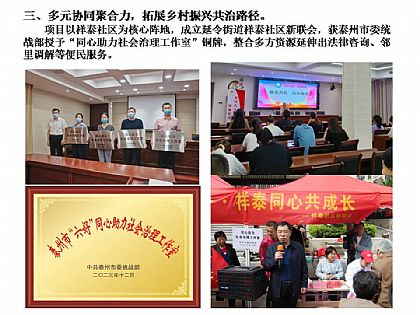 三、多元协同聚合力，拓展乡村振兴共治路径。
项目以祥泰社区为核心阵地，成立延令街道祥泰社区新联会，获泰州市委统
战部授予“同心助力社会治理工作室”铜牌，整合多方资源延伸出法律咨询、邻
里调解等便民服务。
泰州市“六好”同心助力社会治理工作室
中共泰州市委统战部
二〇二三年十二月
祥泰同心共成长